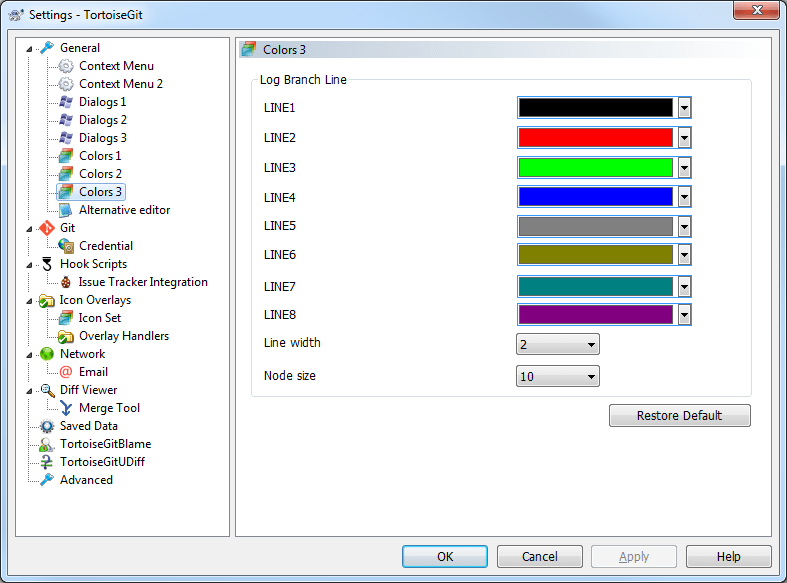 Settings - TortoiseGit
General
Context Menu
Context Menu 2
Dialogs 1
Dialogs 2
Dialogs 3
Colors 1
Colors 2
Colors 3
Alternative editor
Git
Credential
Hook Scripts
Issue Tracker Integration
Icon Overlays
Icon Set
Overlay Handlers
Network
Email
Diff Viewer
Merge Tool
Saved Data
TortoiseGitBlame
TortoiseGitUDiff
Advanced
Colors 3
Log Branch Line
LINE1
LINE2
LINE3
LINE4
LINE5
LINE6
LINE7
LINE8
Line width 2
Node size 10
Restore Default
OK Cancel Apply Help